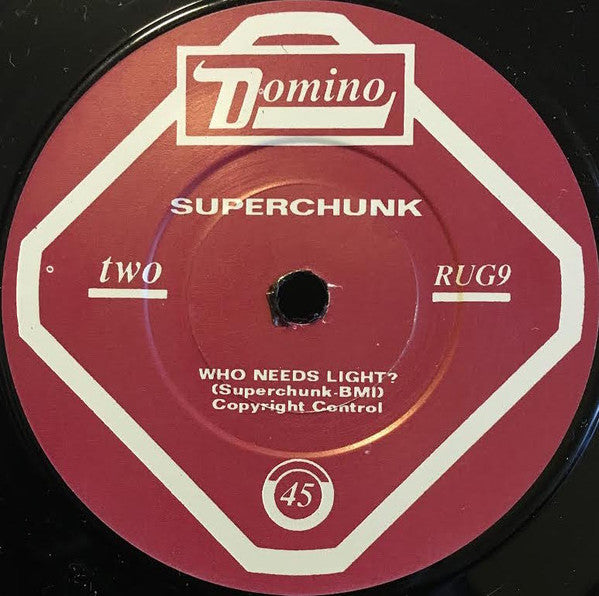 Domino
SUPERCHUNK
two
RUG9
WHO NEEDS LIGHT?
(Superchunk-BMI)
Copyright Control
45